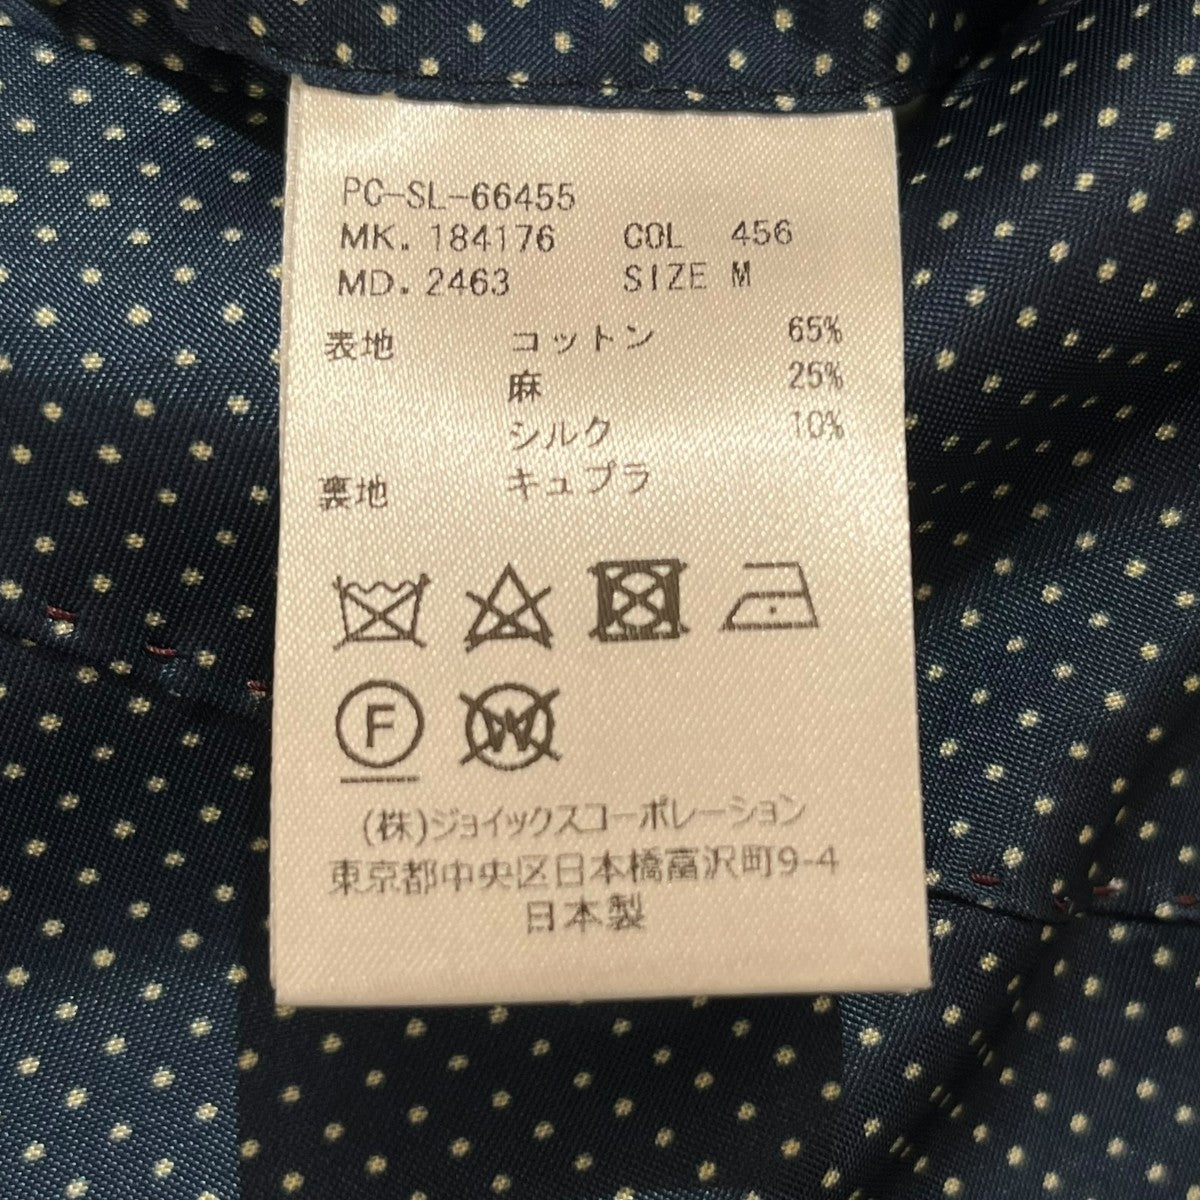 PC-SL-66455
MK. 184176 COL 456
MD. 2463 SIZE M
表地 コットン 65%
麻 25%
シルク 10%
裏地 キュプラ
F W
(株)ジョイックスコーポレーション
東京都中央区日本橋富沢町9-4
日本製